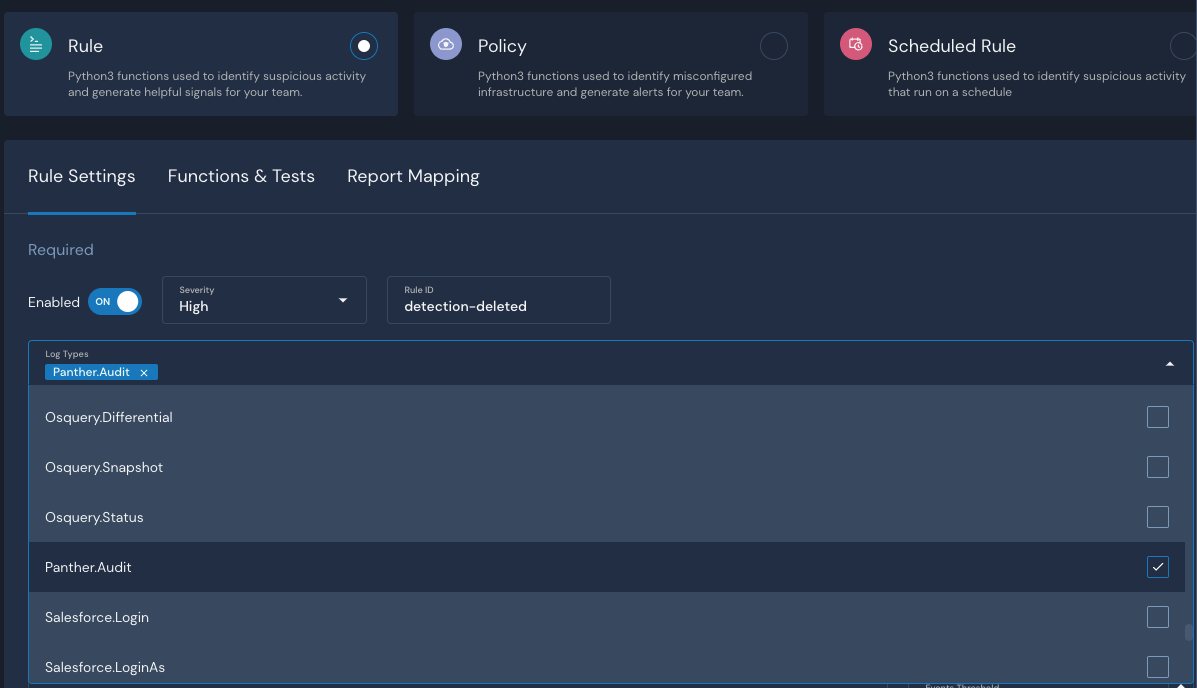 Rule
Python3 functions used to identify suspicious activity
and generate helpful signals for your team.
Policy
Python3 functions used to identify misconfigured
infrastructure and generate alerts for your team.
Scheduled Rule
Python3 functions used to identify suspicious activity
that run on a schedule
Rule Settings
Functions & Tests
Report Mapping
Required
Enabled
ON
Severity
High
Rule ID
detection-deleted
Log Types
Panther.Audit
Osquery.Differential
Osquery.Snapshot
Osquery.Status
Panther.Audit
Salesforce.Login
Salesforce.LoginAs
Events Threshold